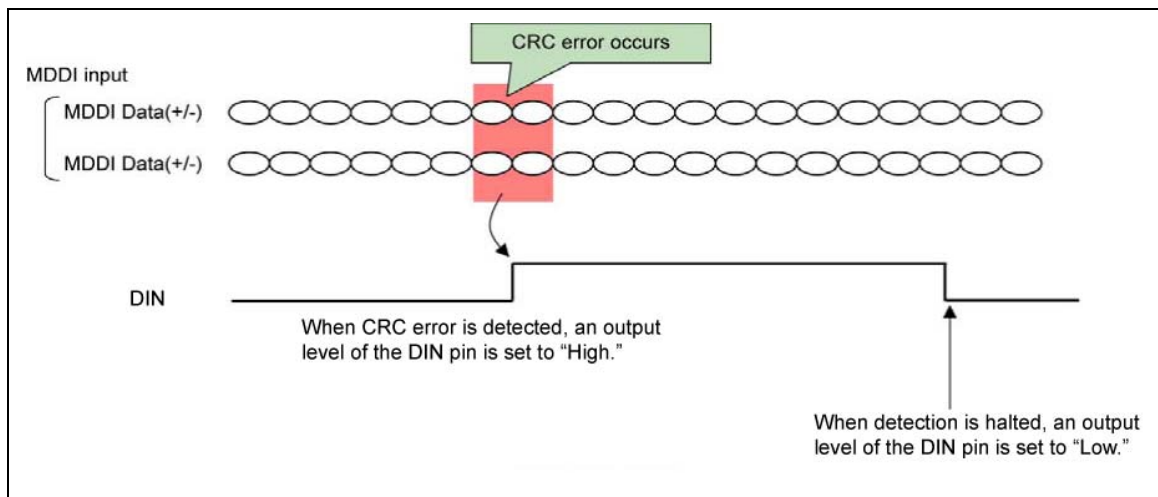 CRC error occurs
MDDI input
MDDI Data(+/-)
MDDI Data(+/-)
DIN
When CRC error is detected, an output
level of the DIN pin is set to “High.”
When detection is halted, an output
level of the DIN pin is set to “Low.”